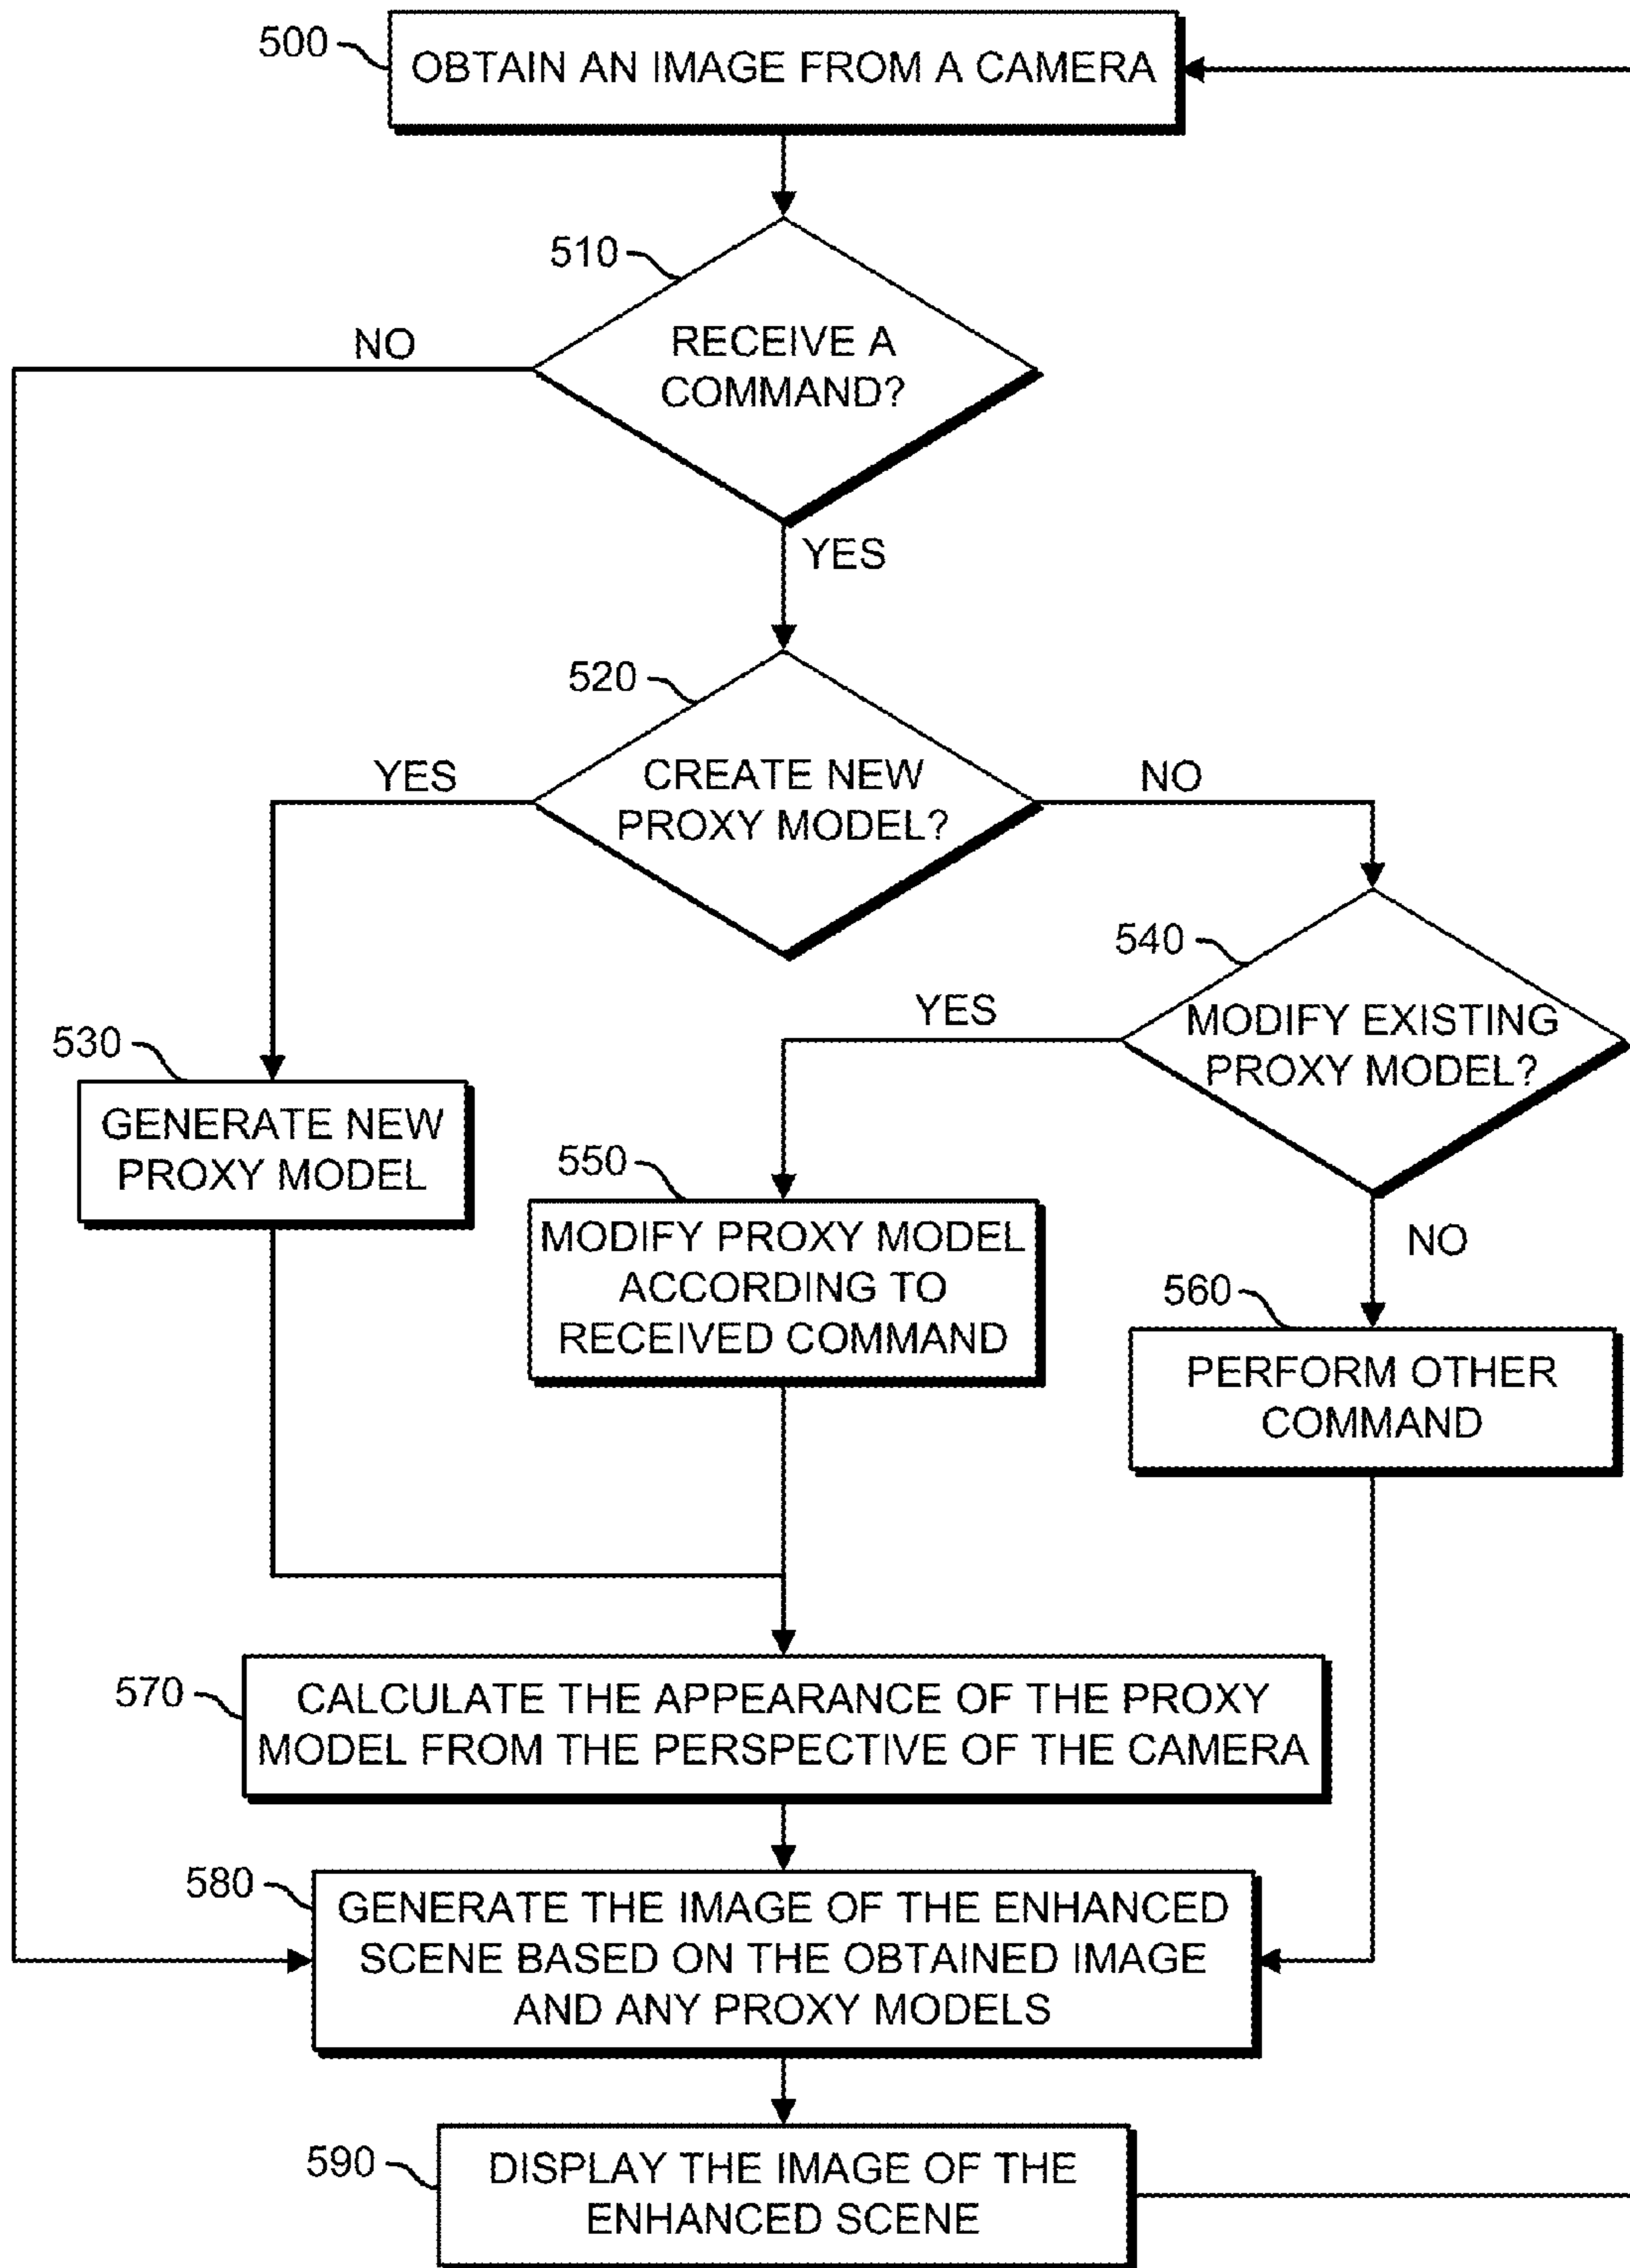 500
OBTAIN AN IMAGE FROM A CAMERA
510
NO
RECEIVE A
COMMAND?
YES
520
YES
CREATE NEW
PROXY MODEL?
NO
540
YES
MODIFY EXISTING
PROXY MODEL?
530
GENERATE NEW
PROXY MODEL
550
MODIFY PROXY MODEL
ACCORDING TO
RECEIVED COMMAND
NO
560
PERFORM OTHER
COMMAND
570
CALCULATE THE APPEARANCE OF THE PROXY
MODEL FROM THE PERSPECTIVE OF THE CAMERA
580
GENERATE THE IMAGE OF THE ENHANCED
SCENE BASED ON THE OBTAINED IMAGE
AND ANY PROXY MODELS
590
DISPLAY THE IMAGE OF THE
ENHANCED SCENE